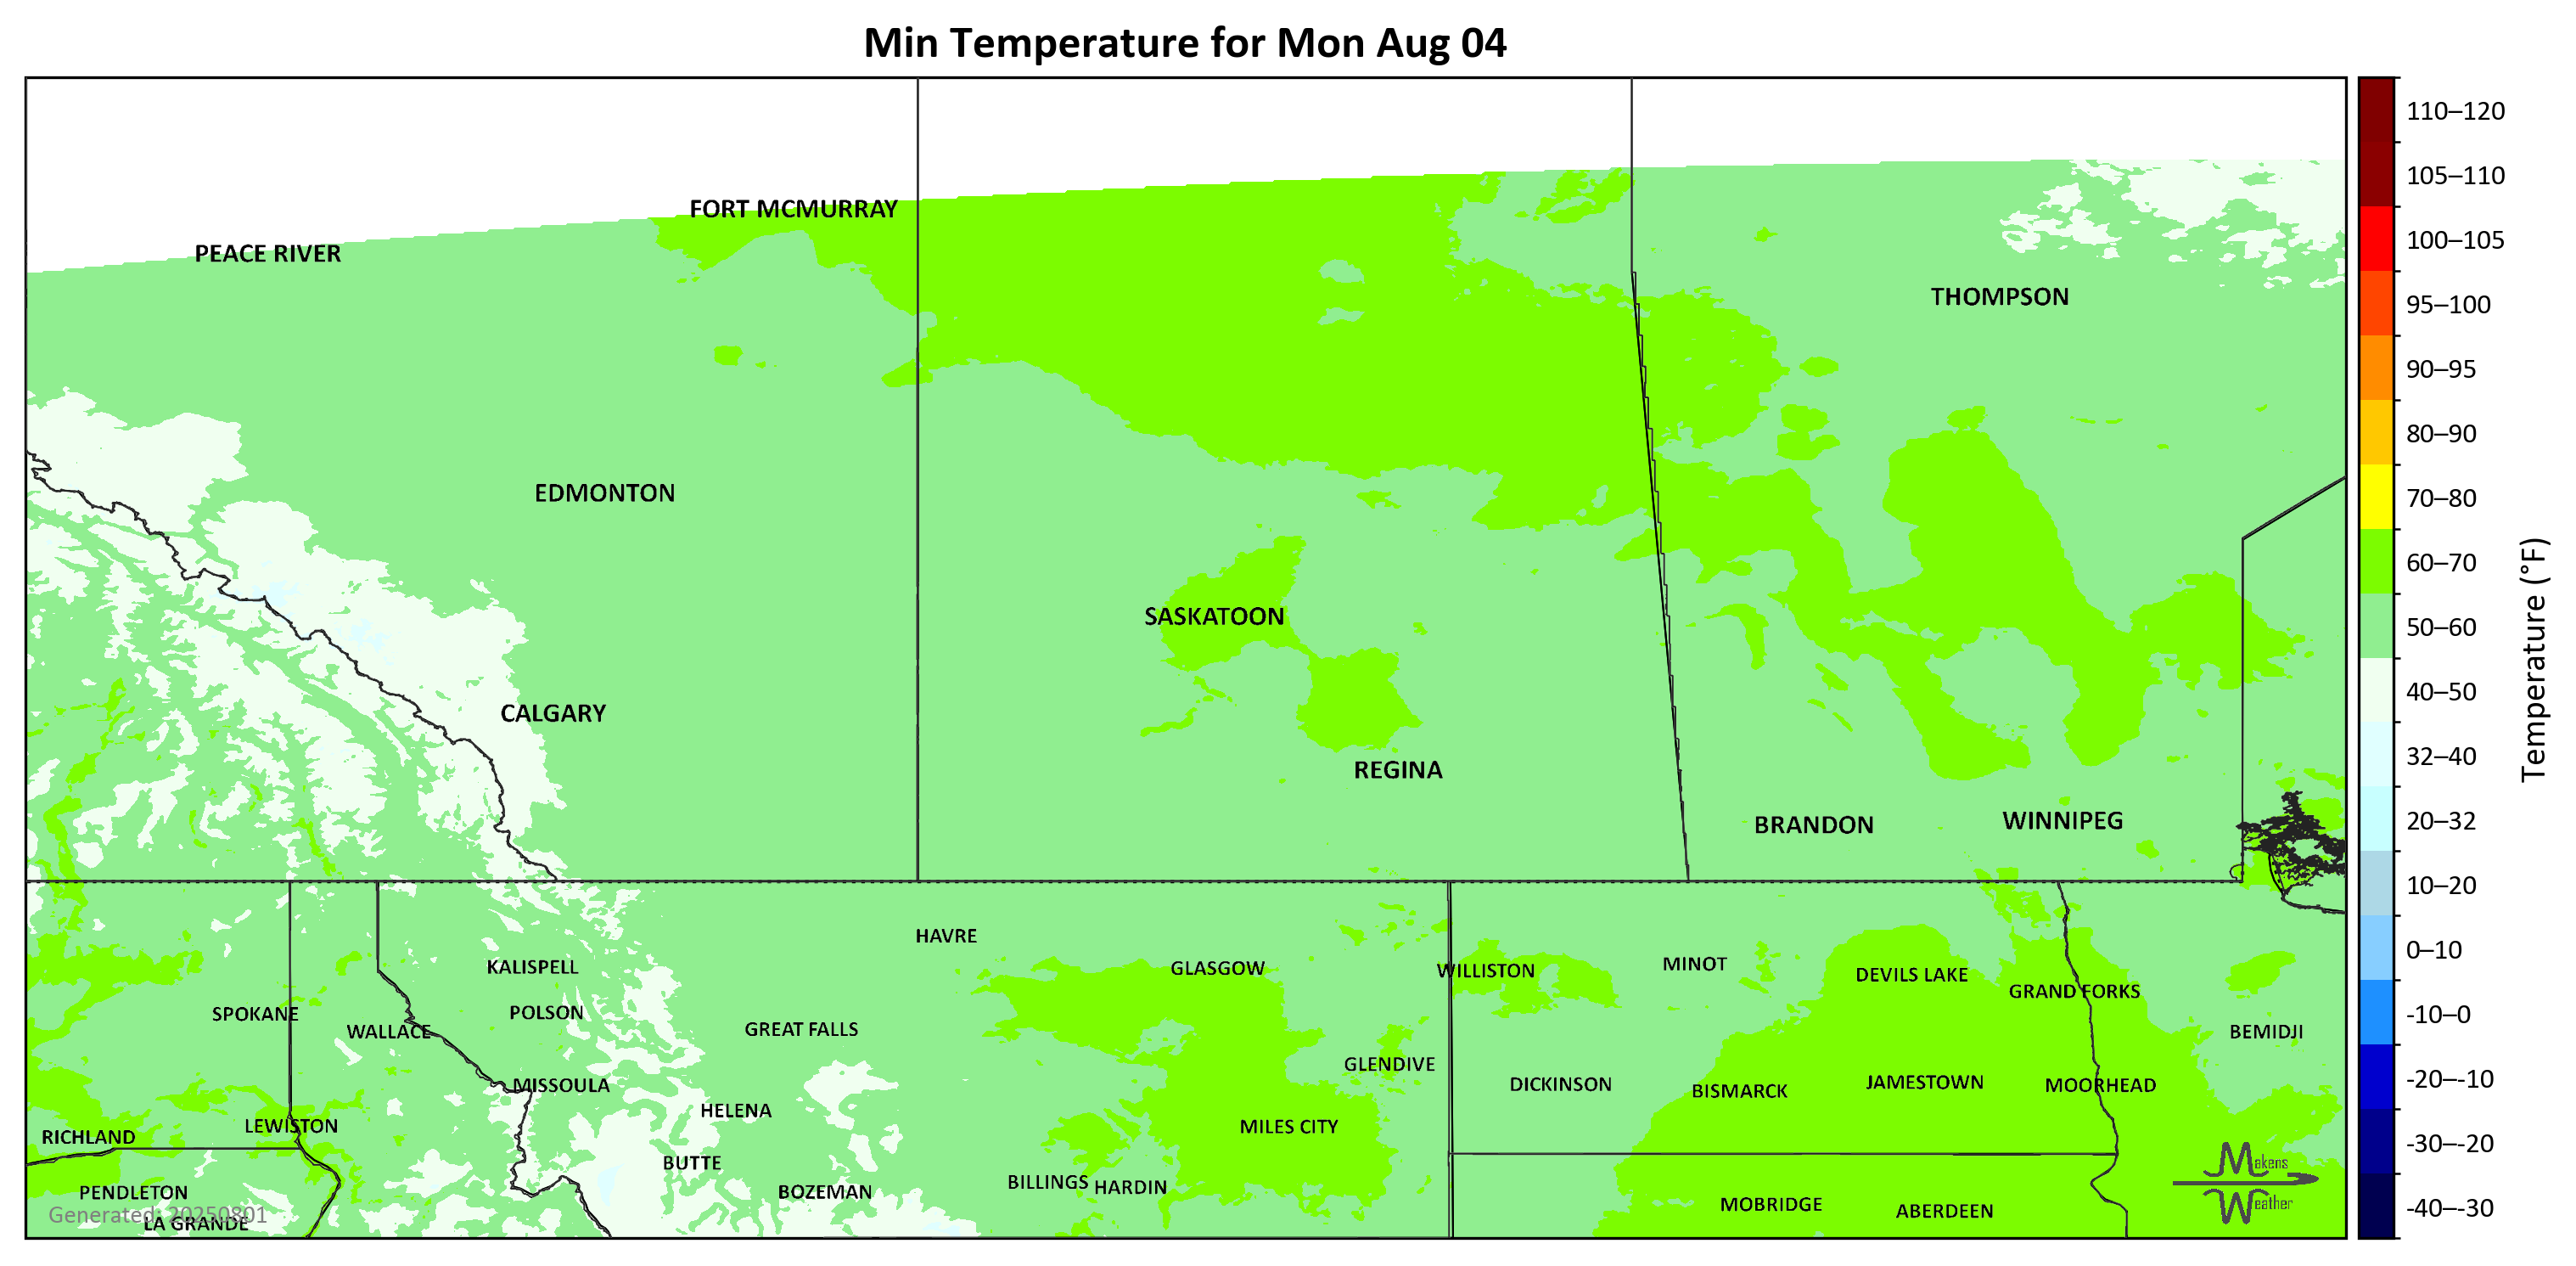 Min Temperature for Mon Aug 04
FORT MCMURRAY
PEACE RIVER
THOMPSON
EDMONTON
SASKATOON
CALGARY
REGINA
BRANDON
WINNIPEG
HAVRE
KALISPELL
GLASGOW
WILLISTON
MINOT
DEVILS LAKE
GRAND FORKS
SPOKANE
POLSON
WALLACE
GREAT FALLS
BEMIDJI
GLENDIVE
MISSOULA
DICKINSON
BISMARCK
JAMESTOWN
MOORHEAD
HELENA
LEWISTON
RICHLAND
MILES CITY
BUTTE
PENDLETON
BOZEMAN
BILLINGS
HARDIN
MOBRIDGE
ABERDEEN
Generated: 20250801
LA GRANDE
Makens
Weather
110–120
105–110
100–105
95–100
90–95
80–90
70–80
60–70
50–60
40–50
32–40
20–32
10–20
0–10
-10–0
-20–-10
-30–-20
-40–-30
Temperature (°F)